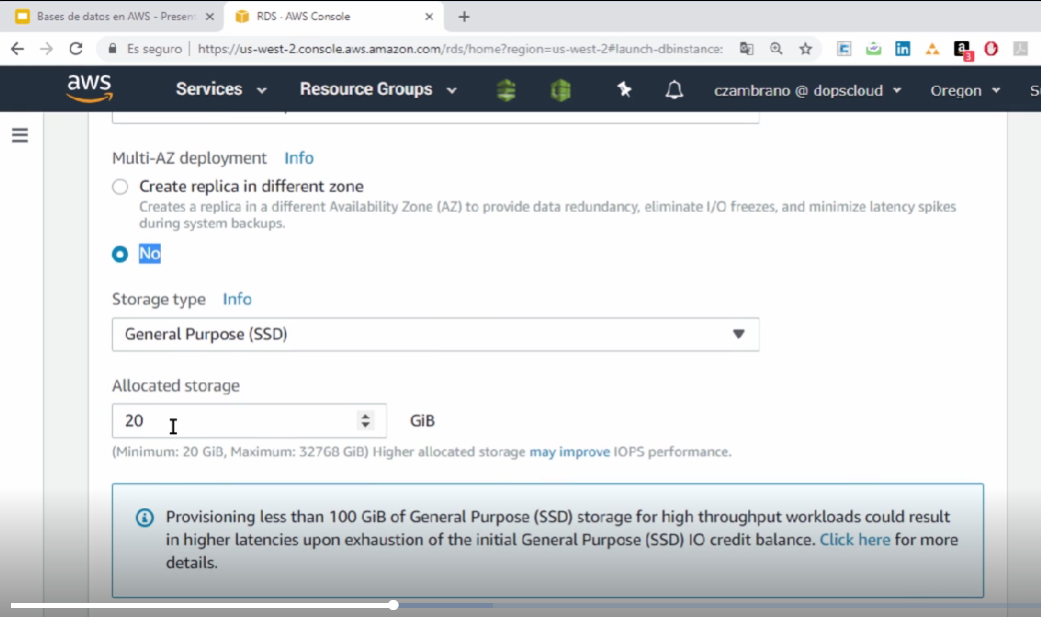 Bases de datos en AWS - Present
RDS · AWS Console
Es seguro | https://us-west-2.console.aws.amazon.com/rds/home?region=us-west-2#launch-dbinstance:
aws Services Resource Groups czambrano @ dopscloud Oregon
Multi-AZ deployment Info
Create replica in different zone
Creates a replica in a different Availability Zone (AZ) to provide data redundancy, eliminate I/O freezes, and minimize latency spikes
during system backups.
No
Storage type Info
General Purpose (SSD)
Allocated storage
20 GiB
(Minimum: 20 GiB, Maximum: 32768 GiB) Higher allocated storage may improve IOPS performance.
Provisioning less than 100 GiB of General Purpose (SSD) storage for high throughput workloads could result
in higher latencies upon exhaustion of the initial General Purpose (SSD) IO credit balance. Click here for more
details.